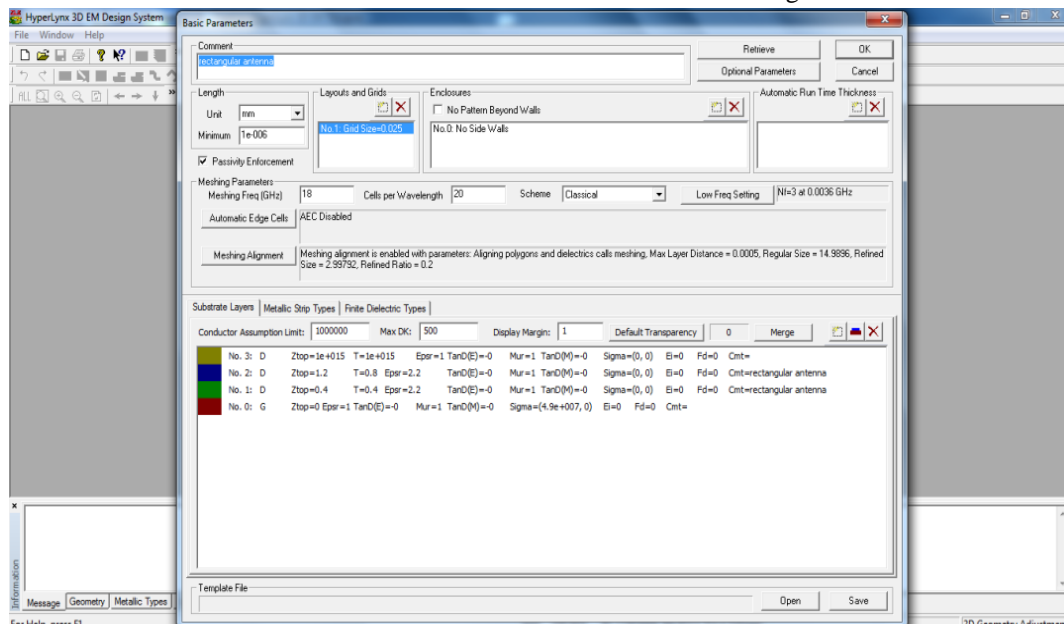 HyperLynx 3D EM Design System
File Window Help
ALL
Basic Parameters
Comment
rectangular antenna
Retrieve OK
Optional Parameters Cancel
Length Layouts and Grids Enclosures Automatic Run Time Thickness
Unit mm No Pattern Beyond Walls
Minimum 1e-006 No.1: Grid Size=0.025 No.0: No Side Walls
Passivity Enforcement
Meshing Parameters
Meshing Freq (GHz) 18 Cells per Wavelength 20 Scheme Classical Low Freq Setting Nf=3 at 0.0036 GHz
Automatic Edge Cells AEC Disabled
Meshing Alignment Meshing alignment is enabled with parameters: Aligning polygons and dielectrics calls meshing, Max Layer Distance = 0.0005, Regular Size = 14.9896, Refined
Size = 2.99792, Refined Ratio = 0.2
Substrate Layers Metallic Strip Types Finite Dielectric Types
Conductor Assumption Limit: 1000000 Max DK: 500 Display Margin: 1 Default Transparency 0 Merge
No. 3: D Ztop=1e+015 T=1e+015 Epsr=1 TanD(E)=-0 Mur=1 TanD(M)=-0 Sigma=(0, 0) Ei=0 Fd=0 Cmt=
No. 2: D Ztop=1.2 T=0.8 Epsr=2.2 TanD(E)=-0 Mur=1 TanD(M)=-0 Sigma=(0, 0) Ei=0 Fd=0 Cmt=rectangular antenna
No. 1: D Ztop=0.4 T=0.4 Epsr=2.2 TanD(E)=-0 Mur=1 TanD(M)=-0 Sigma=(0, 0) Ei=0 Fd=0 Cmt=rectangular antenna
No. 0: G Ztop=0 Epsr=1 TanD(E)=-0 Mur=1 TanD(M)=-0 Sigma=(4.9e+007, 0) Ei=0 Fd=0 Cmt=
Information
Template File
Open Save
Message Geometry Metallic Types